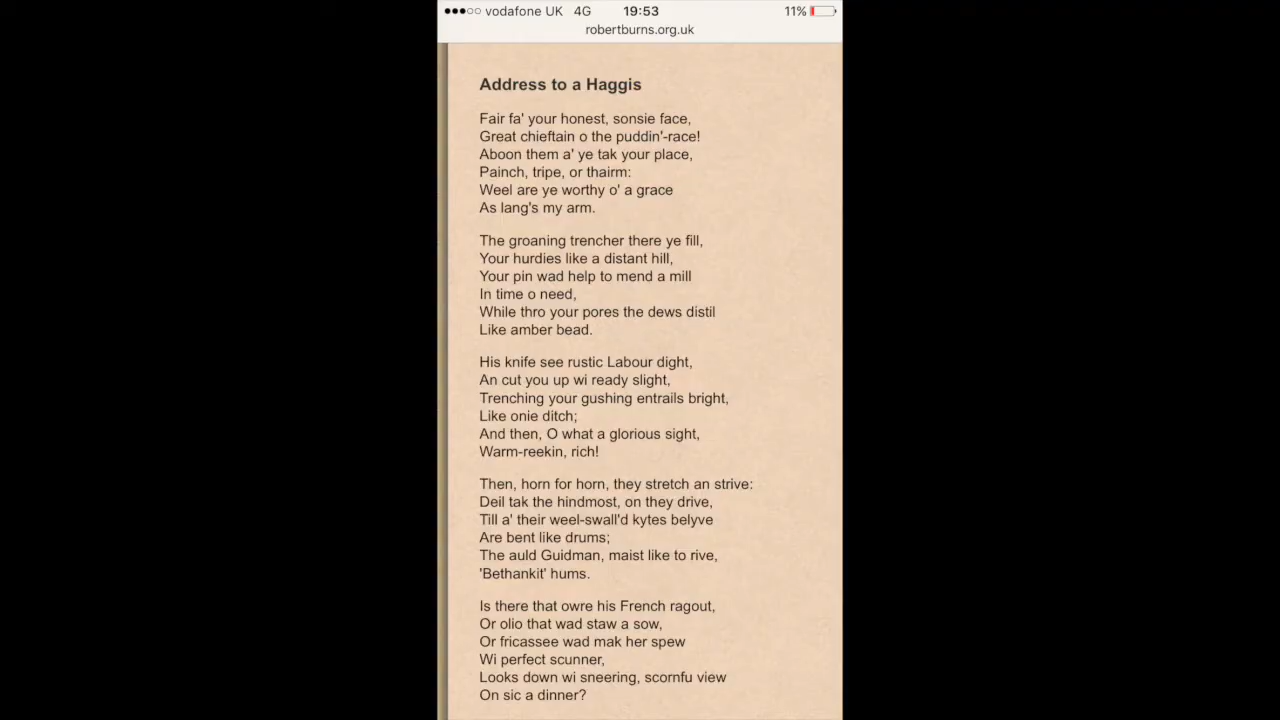 vodafone UK 4G 19:53 11%
robertburns.org.uk
Address to a Haggis
Fair fa' your honest, sonsie face,
Great chieftain o the puddin'-race!
Aboon them a' ye tak your place,
Painch, tripe, or thairm:
Weel are ye worthy o' a grace
As lang's my arm.
The groaning trencher there ye fill,
Your hurdies like a distant hill,
Your pin wad help to mend a mill
In time o need,
While thro your pores the dews distil
Like amber bead.
His knife see rustic Labour dight,
An cut you up wi ready slight,
Trenching your gushing entrails bright,
Like onie ditch;
And then, O what a glorious sight,
Warm-reekin, rich!
Then, horn for horn, they stretch an strive:
Deil tak the hindmost, on they drive,
Till a' their weel-swall'd kytes belyve
Are bent like drums;
The auld Guidman, maist like to rive,
'Bethankit' hums.
Is there that owre his French ragout,
Or olio that wad staw a sow,
Or fricassee wad mak her spew
Wi perfect scunner,
Looks down wi sneering, scornfu view
On sic a dinner?